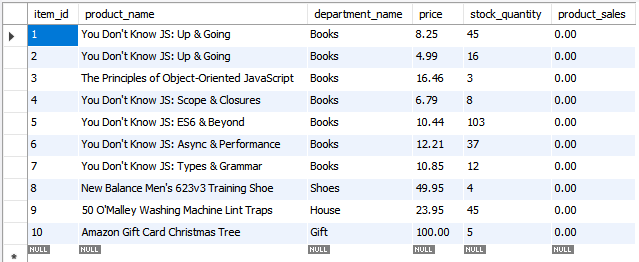 item_id product_name department_name price stock_quantity product_sales
1 You Don't Know JS: Up & Going Books 8.25 45 0.00
2 You Don't Know JS: Up & Going Books 4.99 16 0.00
3 The Principles of Object-Oriented JavaScript Books 16.46 3 0.00
4 You Don't Know JS: Scope & Closures Books 6.79 8 0.00
5 You Don't Know JS: ES6 & Beyond Books 10.44 103 0.00
6 You Don't Know JS: Async & Performance Books 12.21 37 0.00
7 You Don't Know JS: Types & Grammar Books 10.85 12 0.00
8 New Balance Men's 623v3 Training Shoe Shoes 49.95 4 0.00
9 50 O'Malley Washing Machine Lint Traps House 23.95 45 0.00
10 Amazon Gift Card Christmas Tree Gift 100.00 5 0.00
NULL NULL NULL NULL NULL NULL